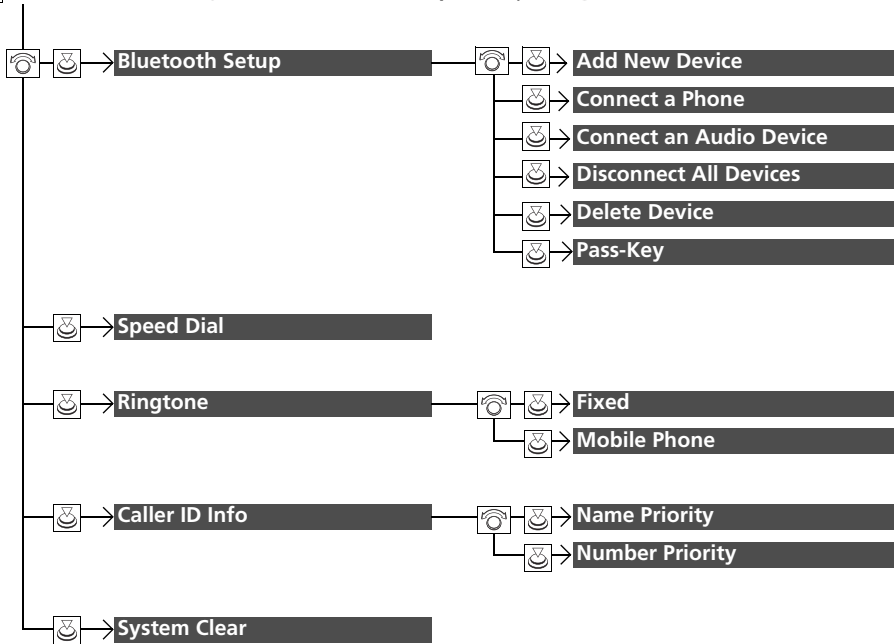 Bluetooth Setup
Add New Device
Connect a Phone
Connect an Audio Device
Disconnect All Devices
Delete Device
Pass-Key
Speed Dial
Ringtone
Fixed
Mobile Phone
Caller ID Info
Name Priority
Number Priority
System Clear